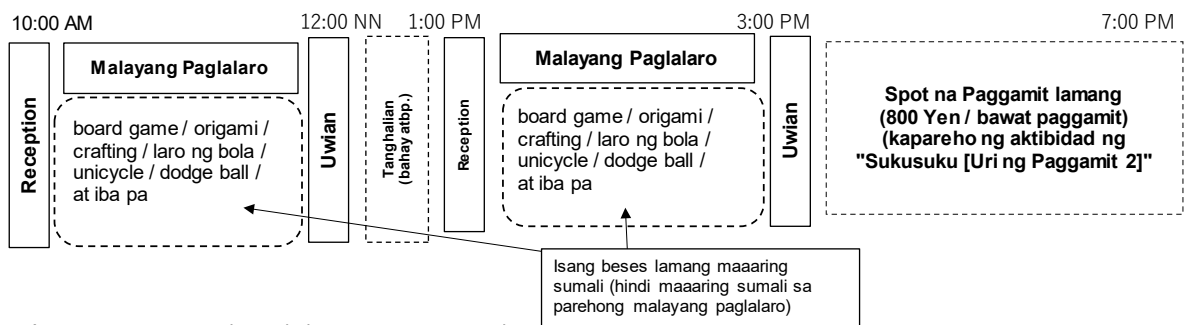 10:00 AM
12:00 NN
1:00 PM
3:00 PM
7:00 PM
Reception
Malayang Paglalaro
board game / origami /
crafting / laro ng bola /
unicycle / dodge ball /
at iba pa
Uwian
Tanghalian
(bahay atbp.)
Reception
Malayang Paglalaro
board game / origami /
crafting / laro ng bola /
unicycle / dodge ball /
at iba pa
Uwian
Spot na Paggamit lamang
(800 Yen / bawat paggamit)
(kapareho ng aktibidad ng
"Sukusuku [Uri ng Paggamit 2]"
Isang beses lamang maaaring
sumali (hindi maaaring sumali sa
parehong malayang paglalaro)